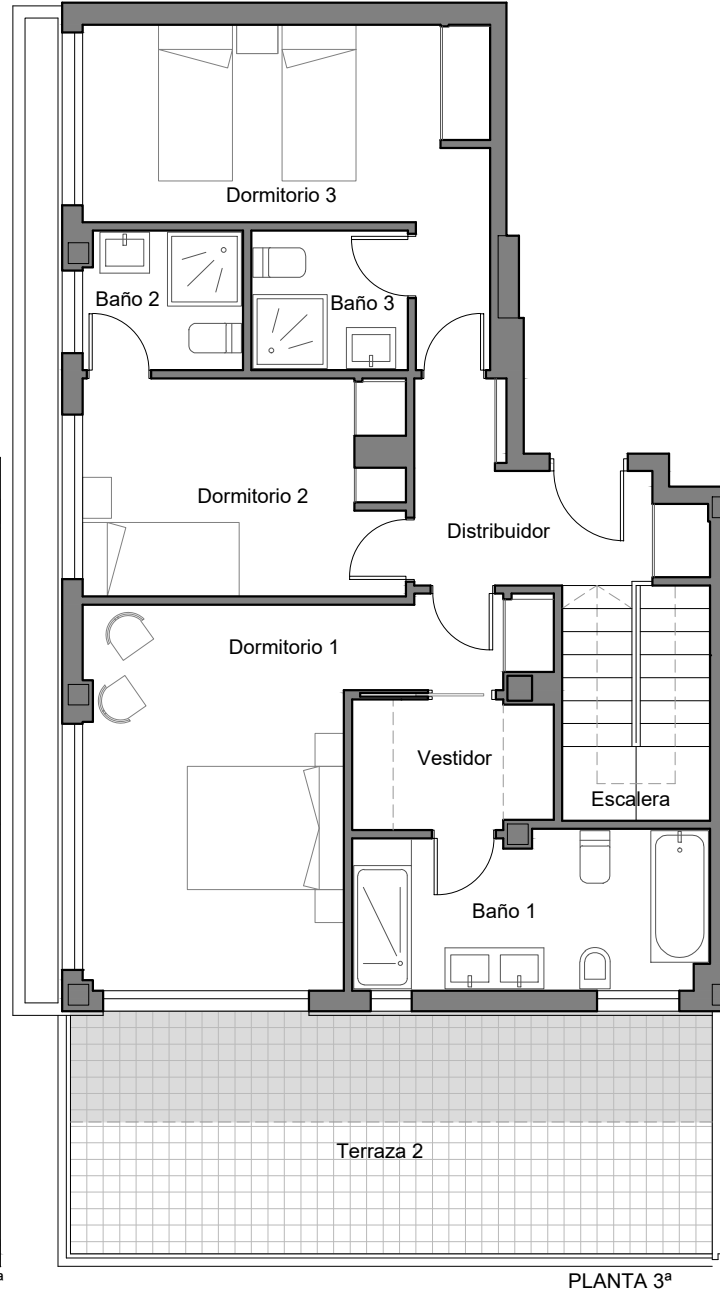 Dormitorio 3
Baño 2
Baño 3
Dormitorio 2
Distribuidor
Dormitorio 1
Vestidor
Escalera
Baño 1
Terraza 2
ª
PLANTA 3ª